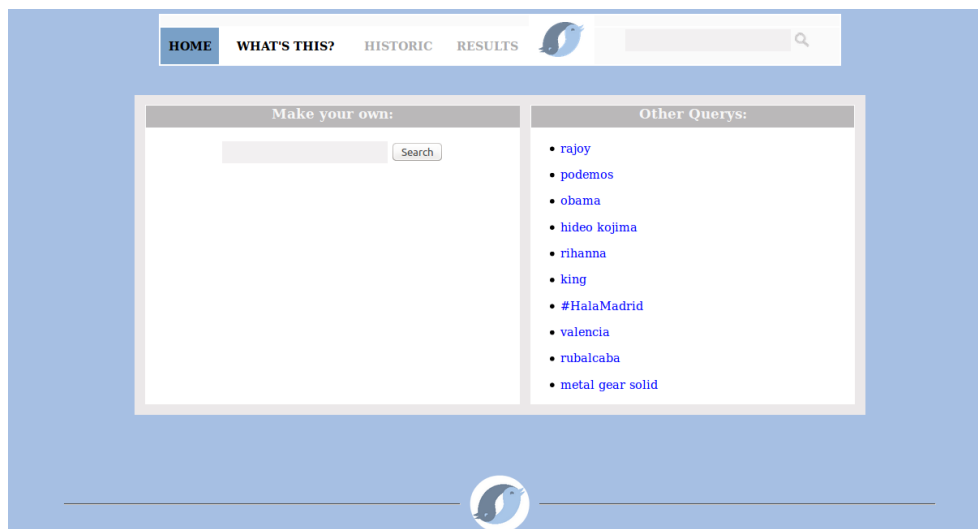 HOME WHAT'S THIS? HISTORIC RESULTS
Make your own:
Search
Other Querys:
rajoy
podemos
obama
hideo kojima
rihanna
king
#HalaMadrid
valencia
rubalcaba
metal gear solid